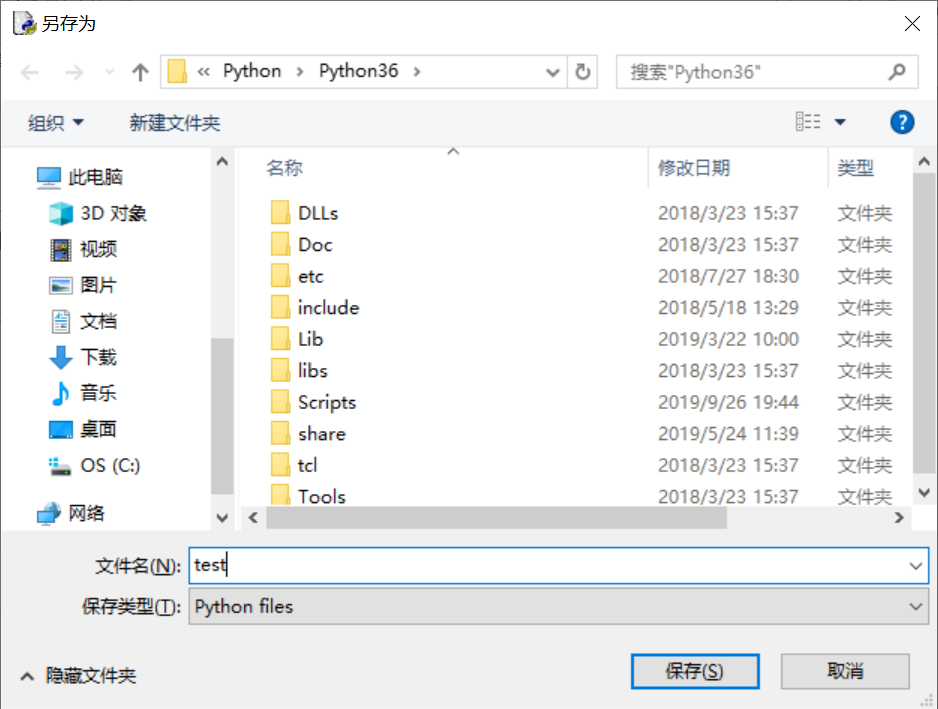 另存为
« Python › Python36 › 搜索"Python36"
组织 新建文件夹 ?
名称 修改日期 类型
此电脑
3D 对象
视频
图片
文档
下载
音乐
桌面
OS (C:)
网络
DLLs 2018/3/23 15:37 文件夹
Doc 2018/3/23 15:37 文件夹
etc 2018/7/27 18:30 文件夹
include 2018/5/18 13:29 文件夹
Lib 2019/3/22 10:00 文件夹
libs 2018/3/23 15:37 文件夹
Scripts 2019/9/26 19:44 文件夹
share 2019/5/24 11:39 文件夹
tcl 2018/3/23 15:37 文件夹
Tools 2018/3/23 15:37 文件夹
文件名(N): test
保存类型(T): Python files
隐藏文件夹 保存(S) 取消